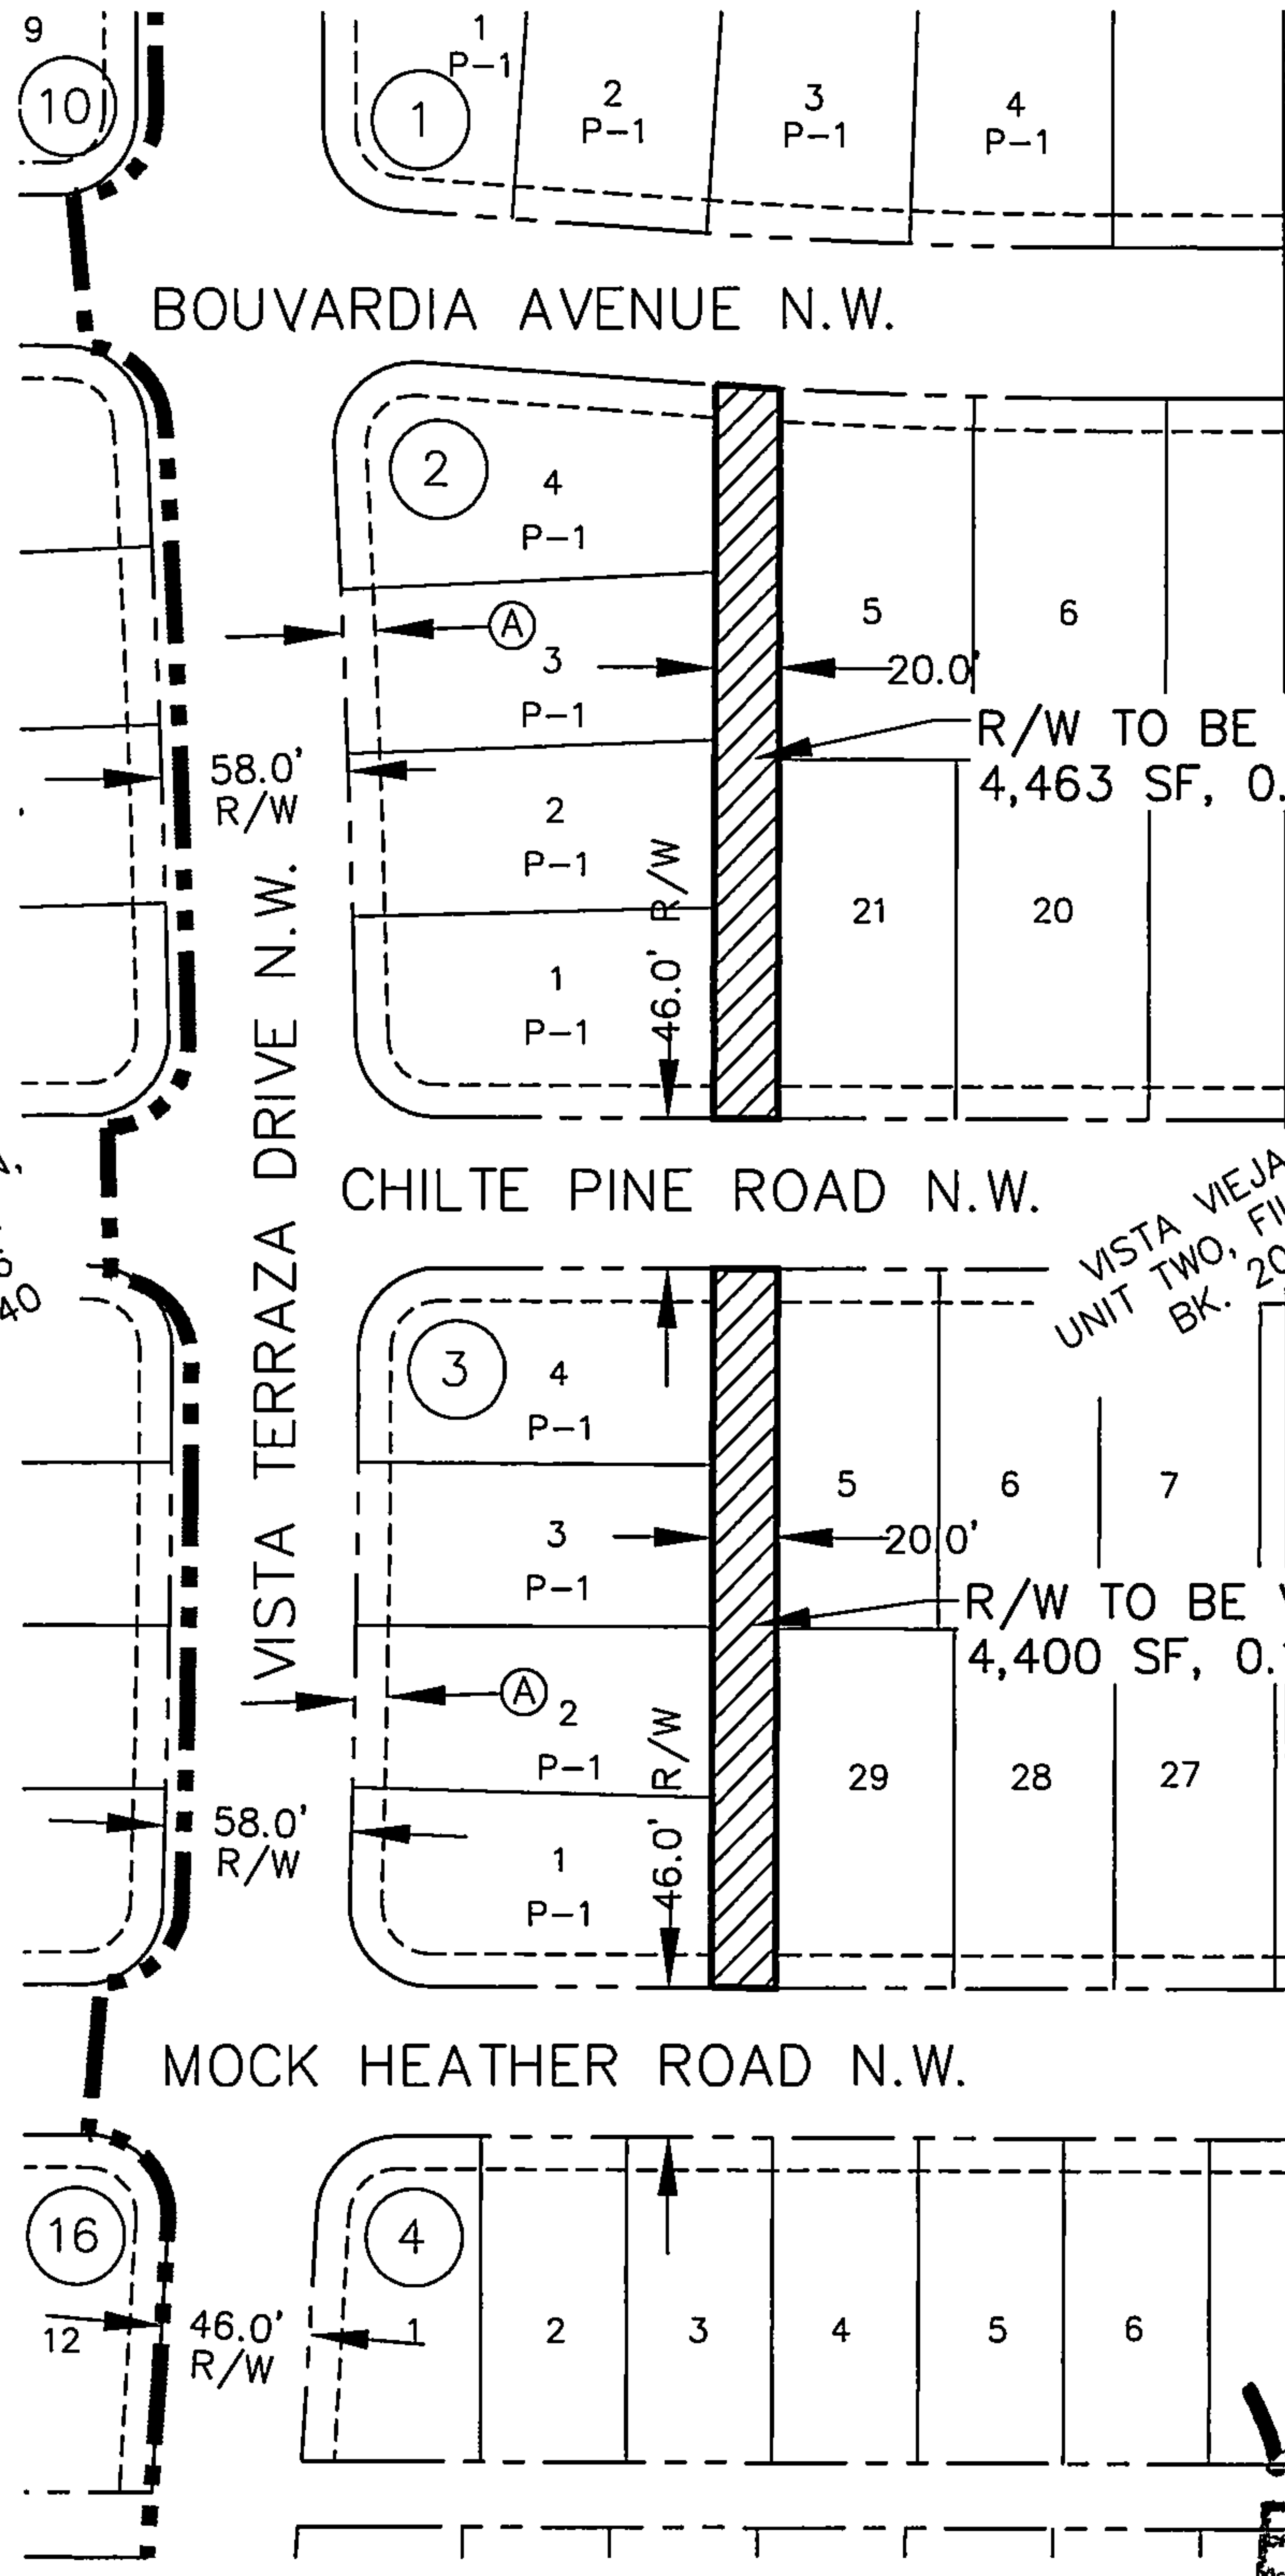 9
10
1
1
P-1
2
P-1
3
P-1
4
P-1
BOUVARDIA AVENUE N.W.
2
4
P-1
A
3
P-1
5
6
20.0'
R/W TO BE
4,463 SF, 0.
58.0'
R/W
2
P-1
46.0' R/W
21
20
1
P-1
VISTA TERRAZA DRIVE N.W.
CHILTE PINE ROAD N.W.
VISTA VIEJA
UNIT TWO,
BK. 20
40
3
4
P-1
5
6
7
3
P-1
20.0'
R/W TO BE
4,400 SF, 0.
A
2
P-1
46.0' R/W
29
28
27
58.0'
R/W
1
P-1
MOCK HEATHER ROAD N.W.
16
4
12
46.0'
R/W
1
2
3
4
5
6